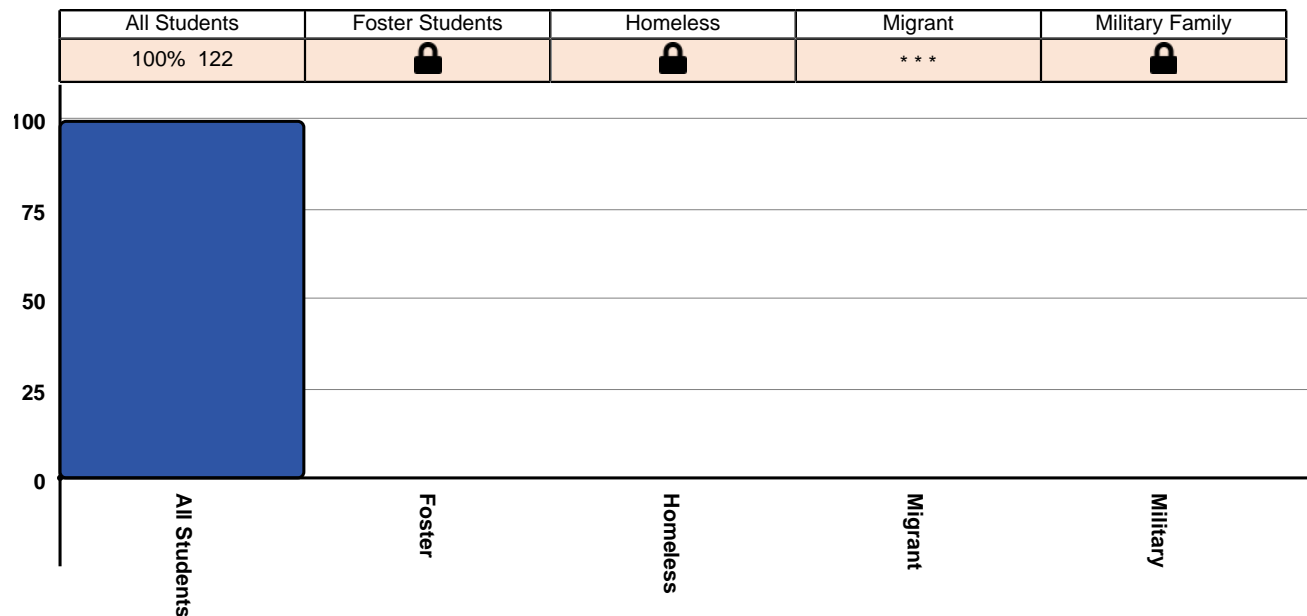 All Students Foster Students Homeless Migrant Military Family
100% 122 * * *
100
75
50
25
0
All Students Foster Homeless Migrant Military